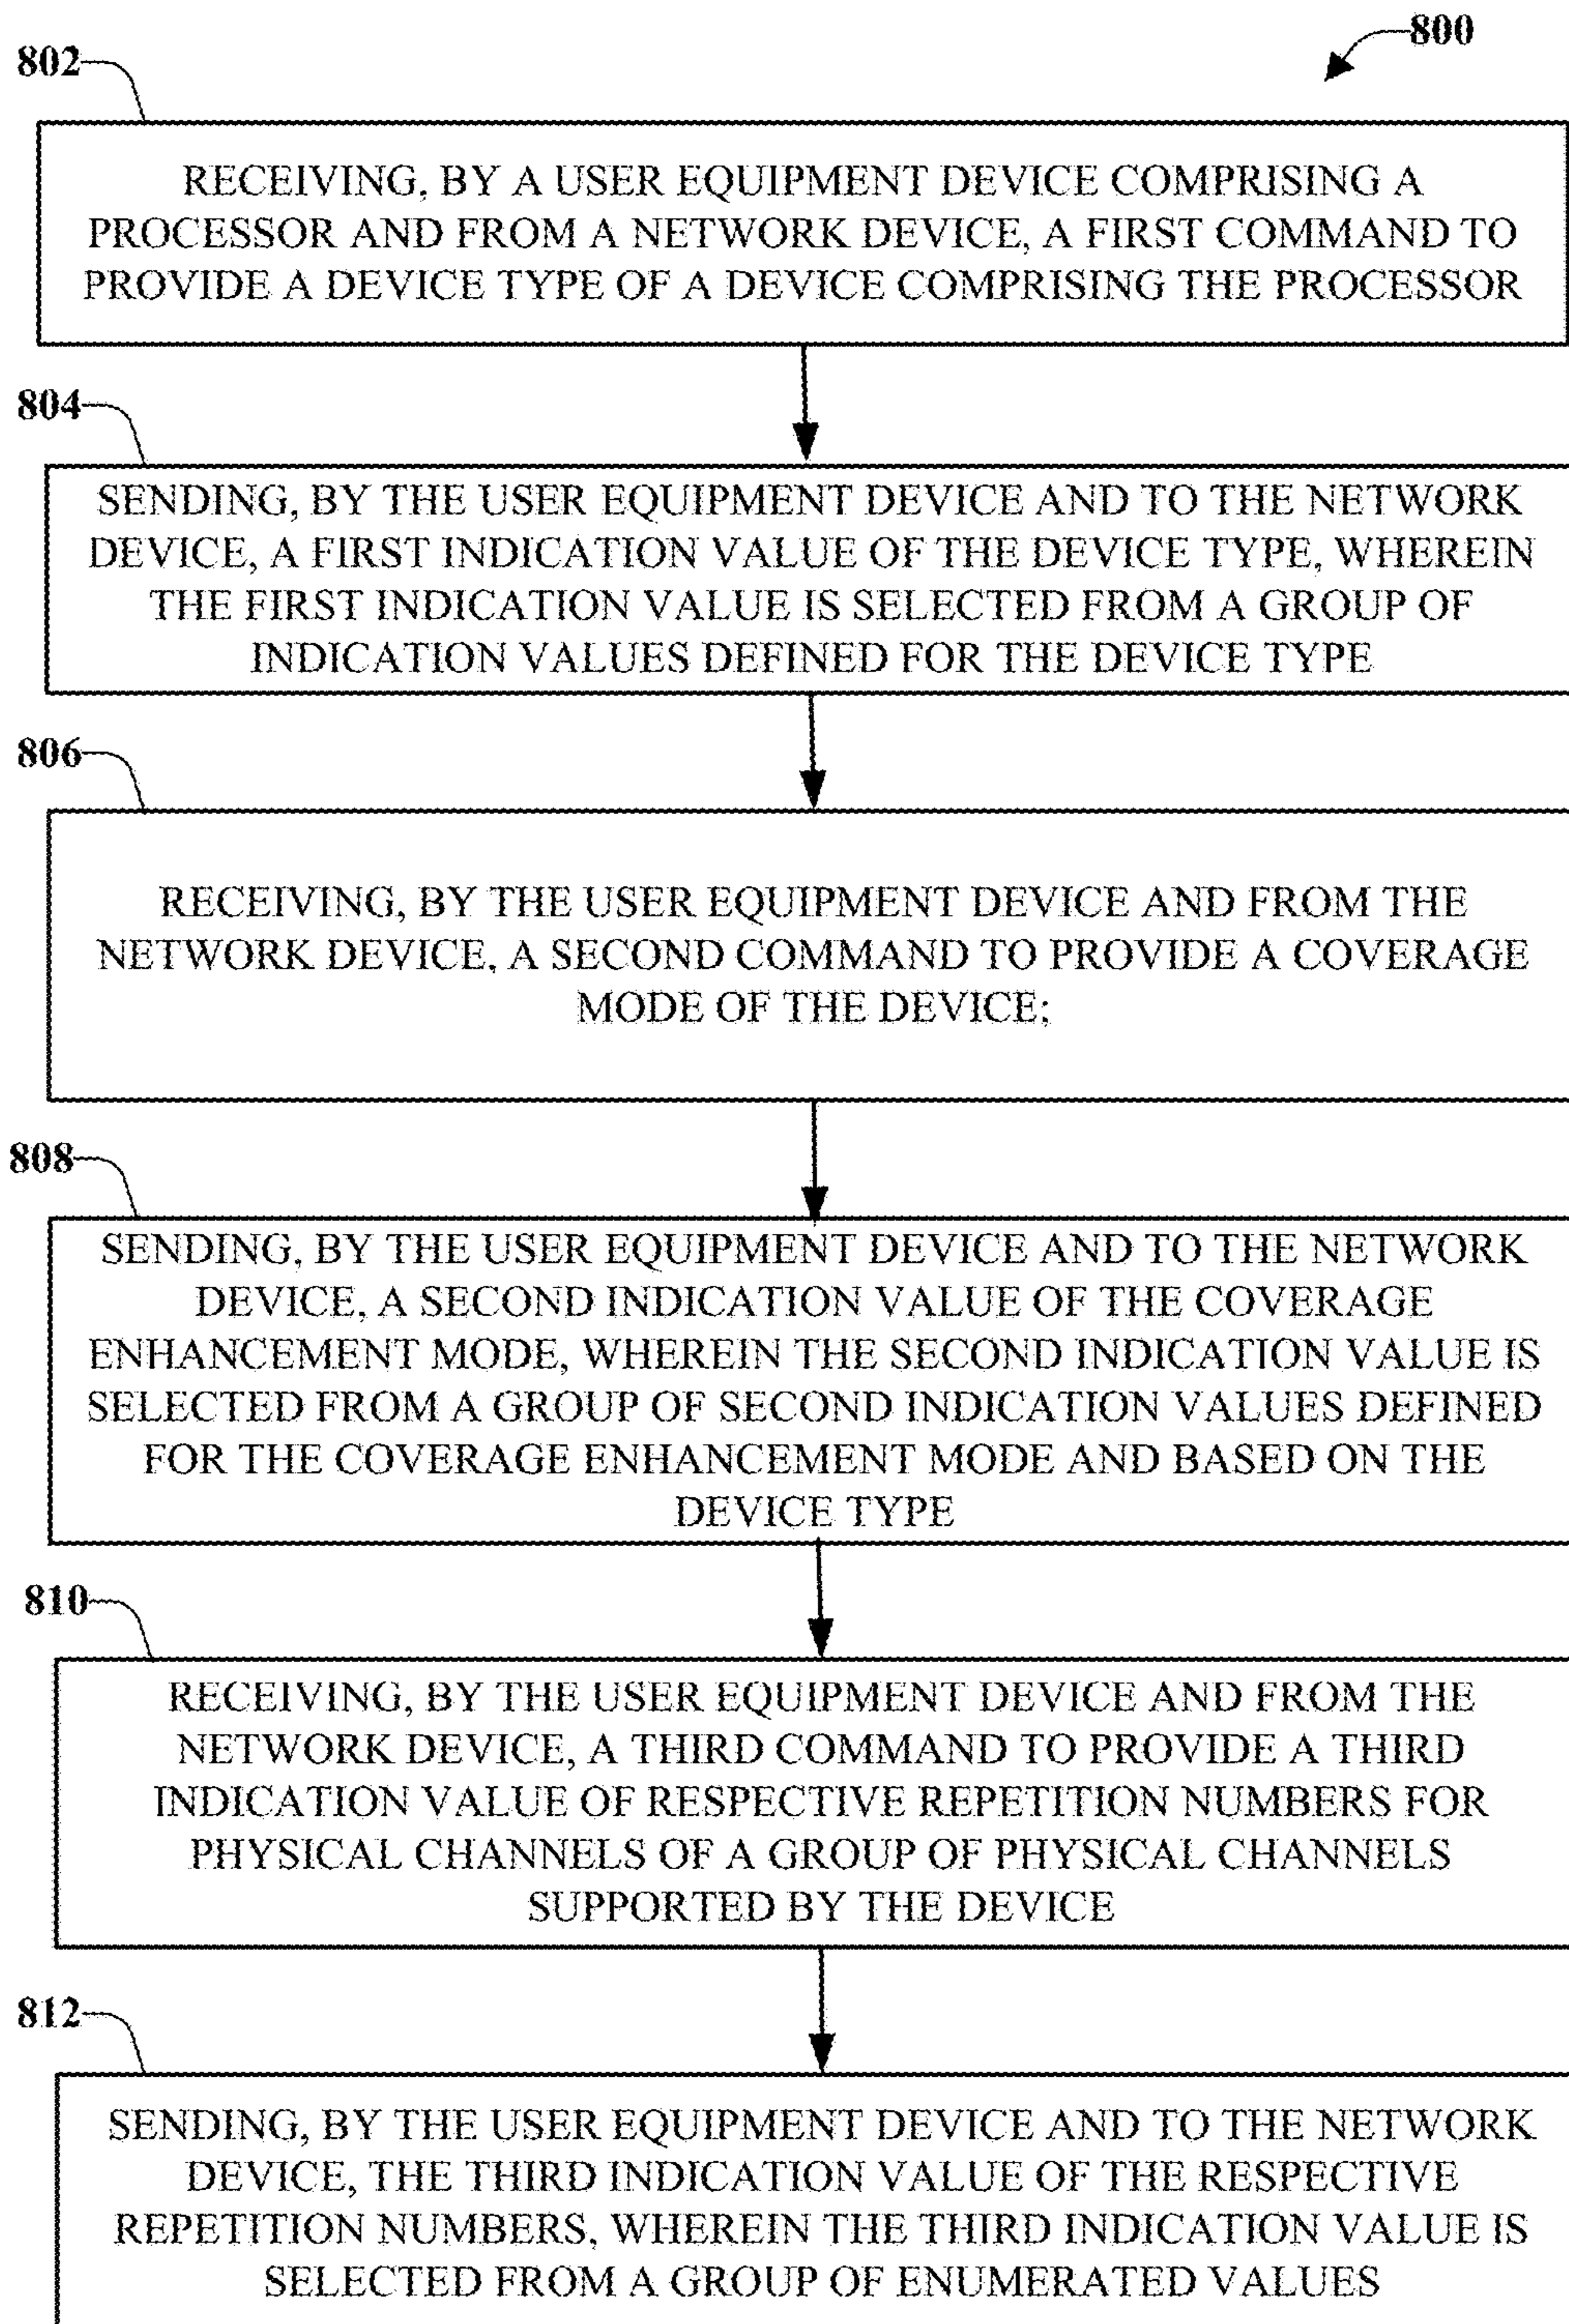 800
802
RECEIVING, BY A USER EQUIPMENT DEVICE COMPRISING A
PROCESSOR AND FROM A NETWORK DEVICE, A FIRST COMMAND TO
PROVIDE A DEVICE TYPE OF A DEVICE COMPRISING THE PROCESSOR
804
SENDING, BY THE USER EQUIPMENT DEVICE AND TO THE NETWORK
DEVICE, A FIRST INDICATION VALUE OF THE DEVICE TYPE, WHEREIN
THE FIRST INDICATION VALUE IS SELECTED FROM A GROUP OF
INDICATION VALUES DEFINED FOR THE DEVICE TYPE
806
RECEIVING, BY THE USER EQUIPMENT DEVICE AND FROM THE
NETWORK DEVICE, A SECOND COMMAND TO PROVIDE A COVERAGE
MODE OF THE DEVICE;
808
SENDING, BY THE USER EQUIPMENT DEVICE AND TO THE NETWORK
DEVICE, A SECOND INDICATION VALUE OF THE COVERAGE
ENHANCEMENT MODE, WHEREIN THE SECOND INDICATION VALUE IS
SELECTED FROM A GROUP OF SECOND INDICATION VALUES DEFINED
FOR THE COVERAGE ENHANCEMENT MODE AND BASED ON THE
DEVICE TYPE
810
RECEIVING, BY THE USER EQUIPMENT DEVICE AND FROM THE
NETWORK DEVICE, A THIRD COMMAND TO PROVIDE A THIRD
INDICATION VALUE OF RESPECTIVE REPETITION NUMBERS FOR
PHYSICAL CHANNELS OF A GROUP OF PHYSICAL CHANNELS
SUPPORTED BY THE DEVICE
812
SENDING, BY THE USER EQUIPMENT DEVICE AND TO THE NETWORK
DEVICE, THE THIRD INDICATION VALUE OF THE RESPECTIVE
REPETITION NUMBERS, WHEREIN THE THIRD INDICATION VALUE IS
SELECTED FROM A GROUP OF ENUMERATED VALUES